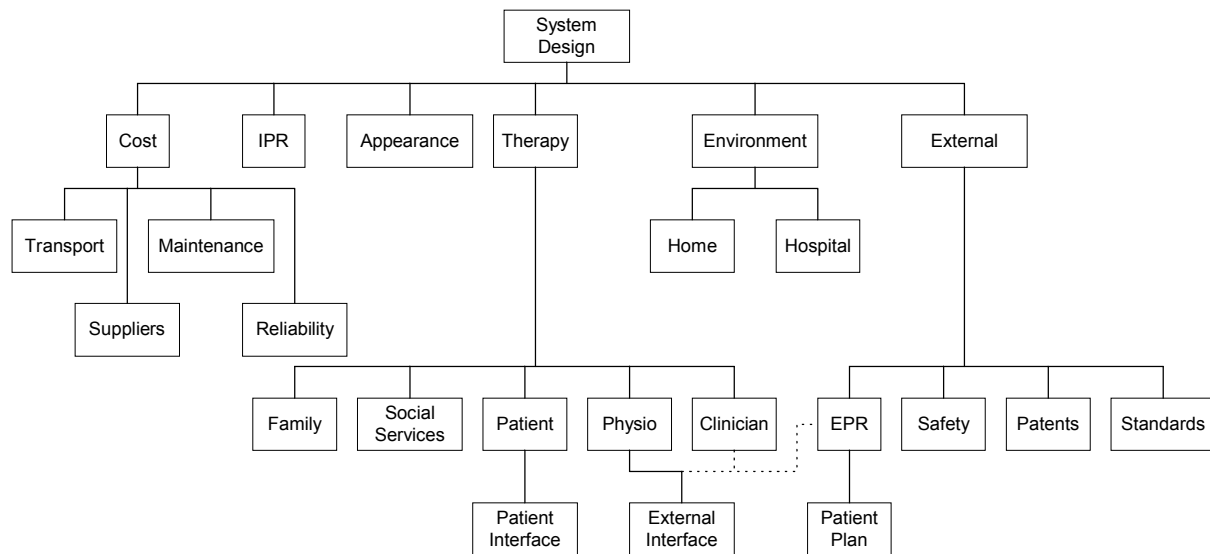 System
Design
Cost
IPR
Appearance
Therapy
Environment
External
Transport
Maintenance
Home
Hospital
Suppliers
Reliability
Family
Social
Services
Patient
Physio
Clinician
EPR
Safety
Patents
Standards
Patient
Interface
External
Interface
Patient
Plan